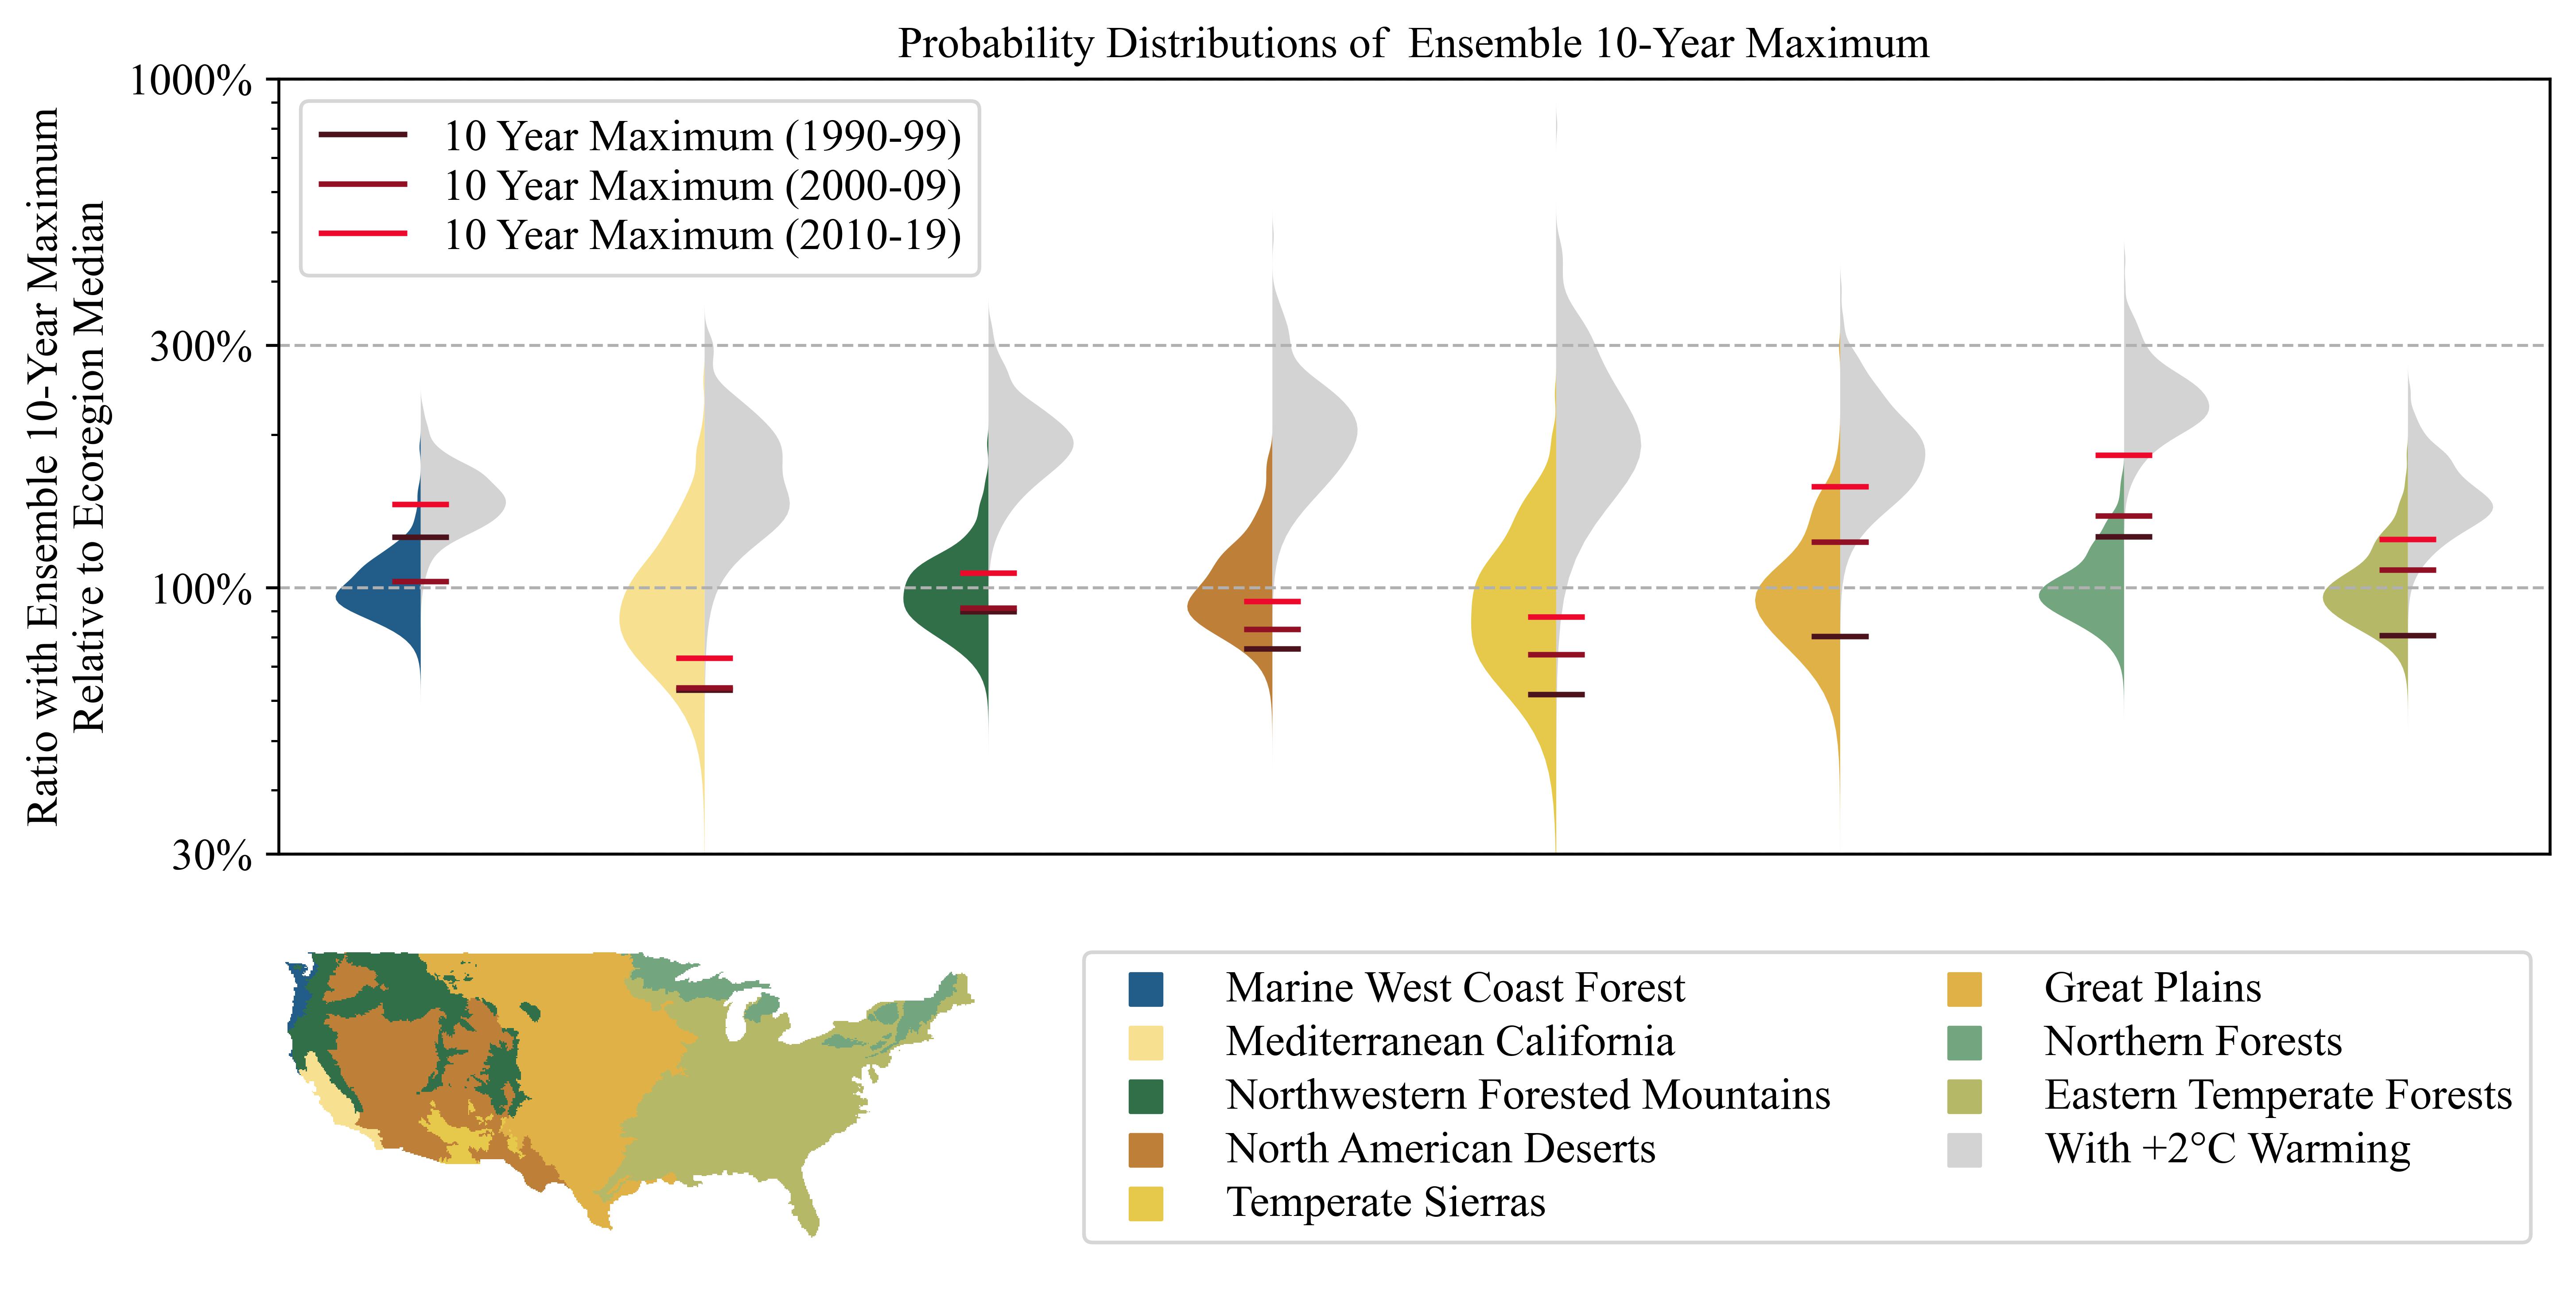 Probability Distributions of  Ensemble 10-Year Maximum
Ratio with Ensemble 10-Year Maximum
Relative to Ecoregion Median
1000%
300%
100%
30%
10 Year Maximum (1990-99)
10 Year Maximum (2000-09)
10 Year Maximum (2010-19)
Marine West Coast Forest
Mediterranean California
Northwestern Forested Mountains
North American Deserts
Temperate Sierras
Great Plains
Northern Forests
Eastern Temperate Forests
With +2°C Warming